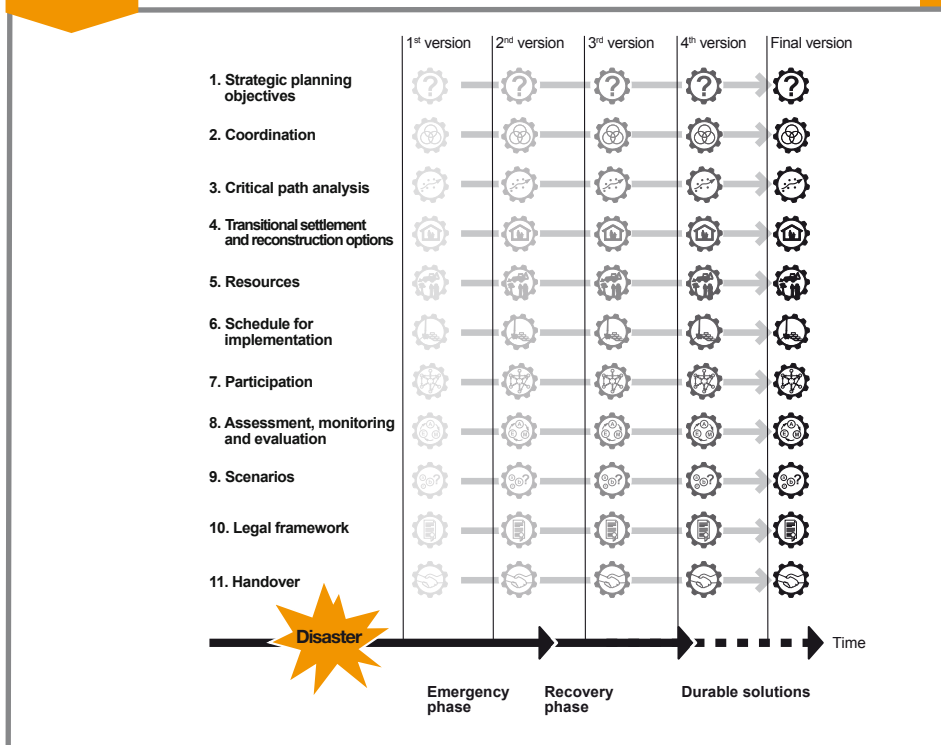 1st version 2nd version 3rd version 4th version Final version
1. Strategic planning
objectives
2. Coordination
3. Critical path analysis
4. Transitional settlement
and reconstruction options
5. Resources
6. Schedule for
implementation
7. Participation
8. Assessment, monitoring
and evaluation
9. Scenarios
10. Legal framework
11. Handover
Disaster
Time
Emergency
phase
Recovery
phase
Durable solutions